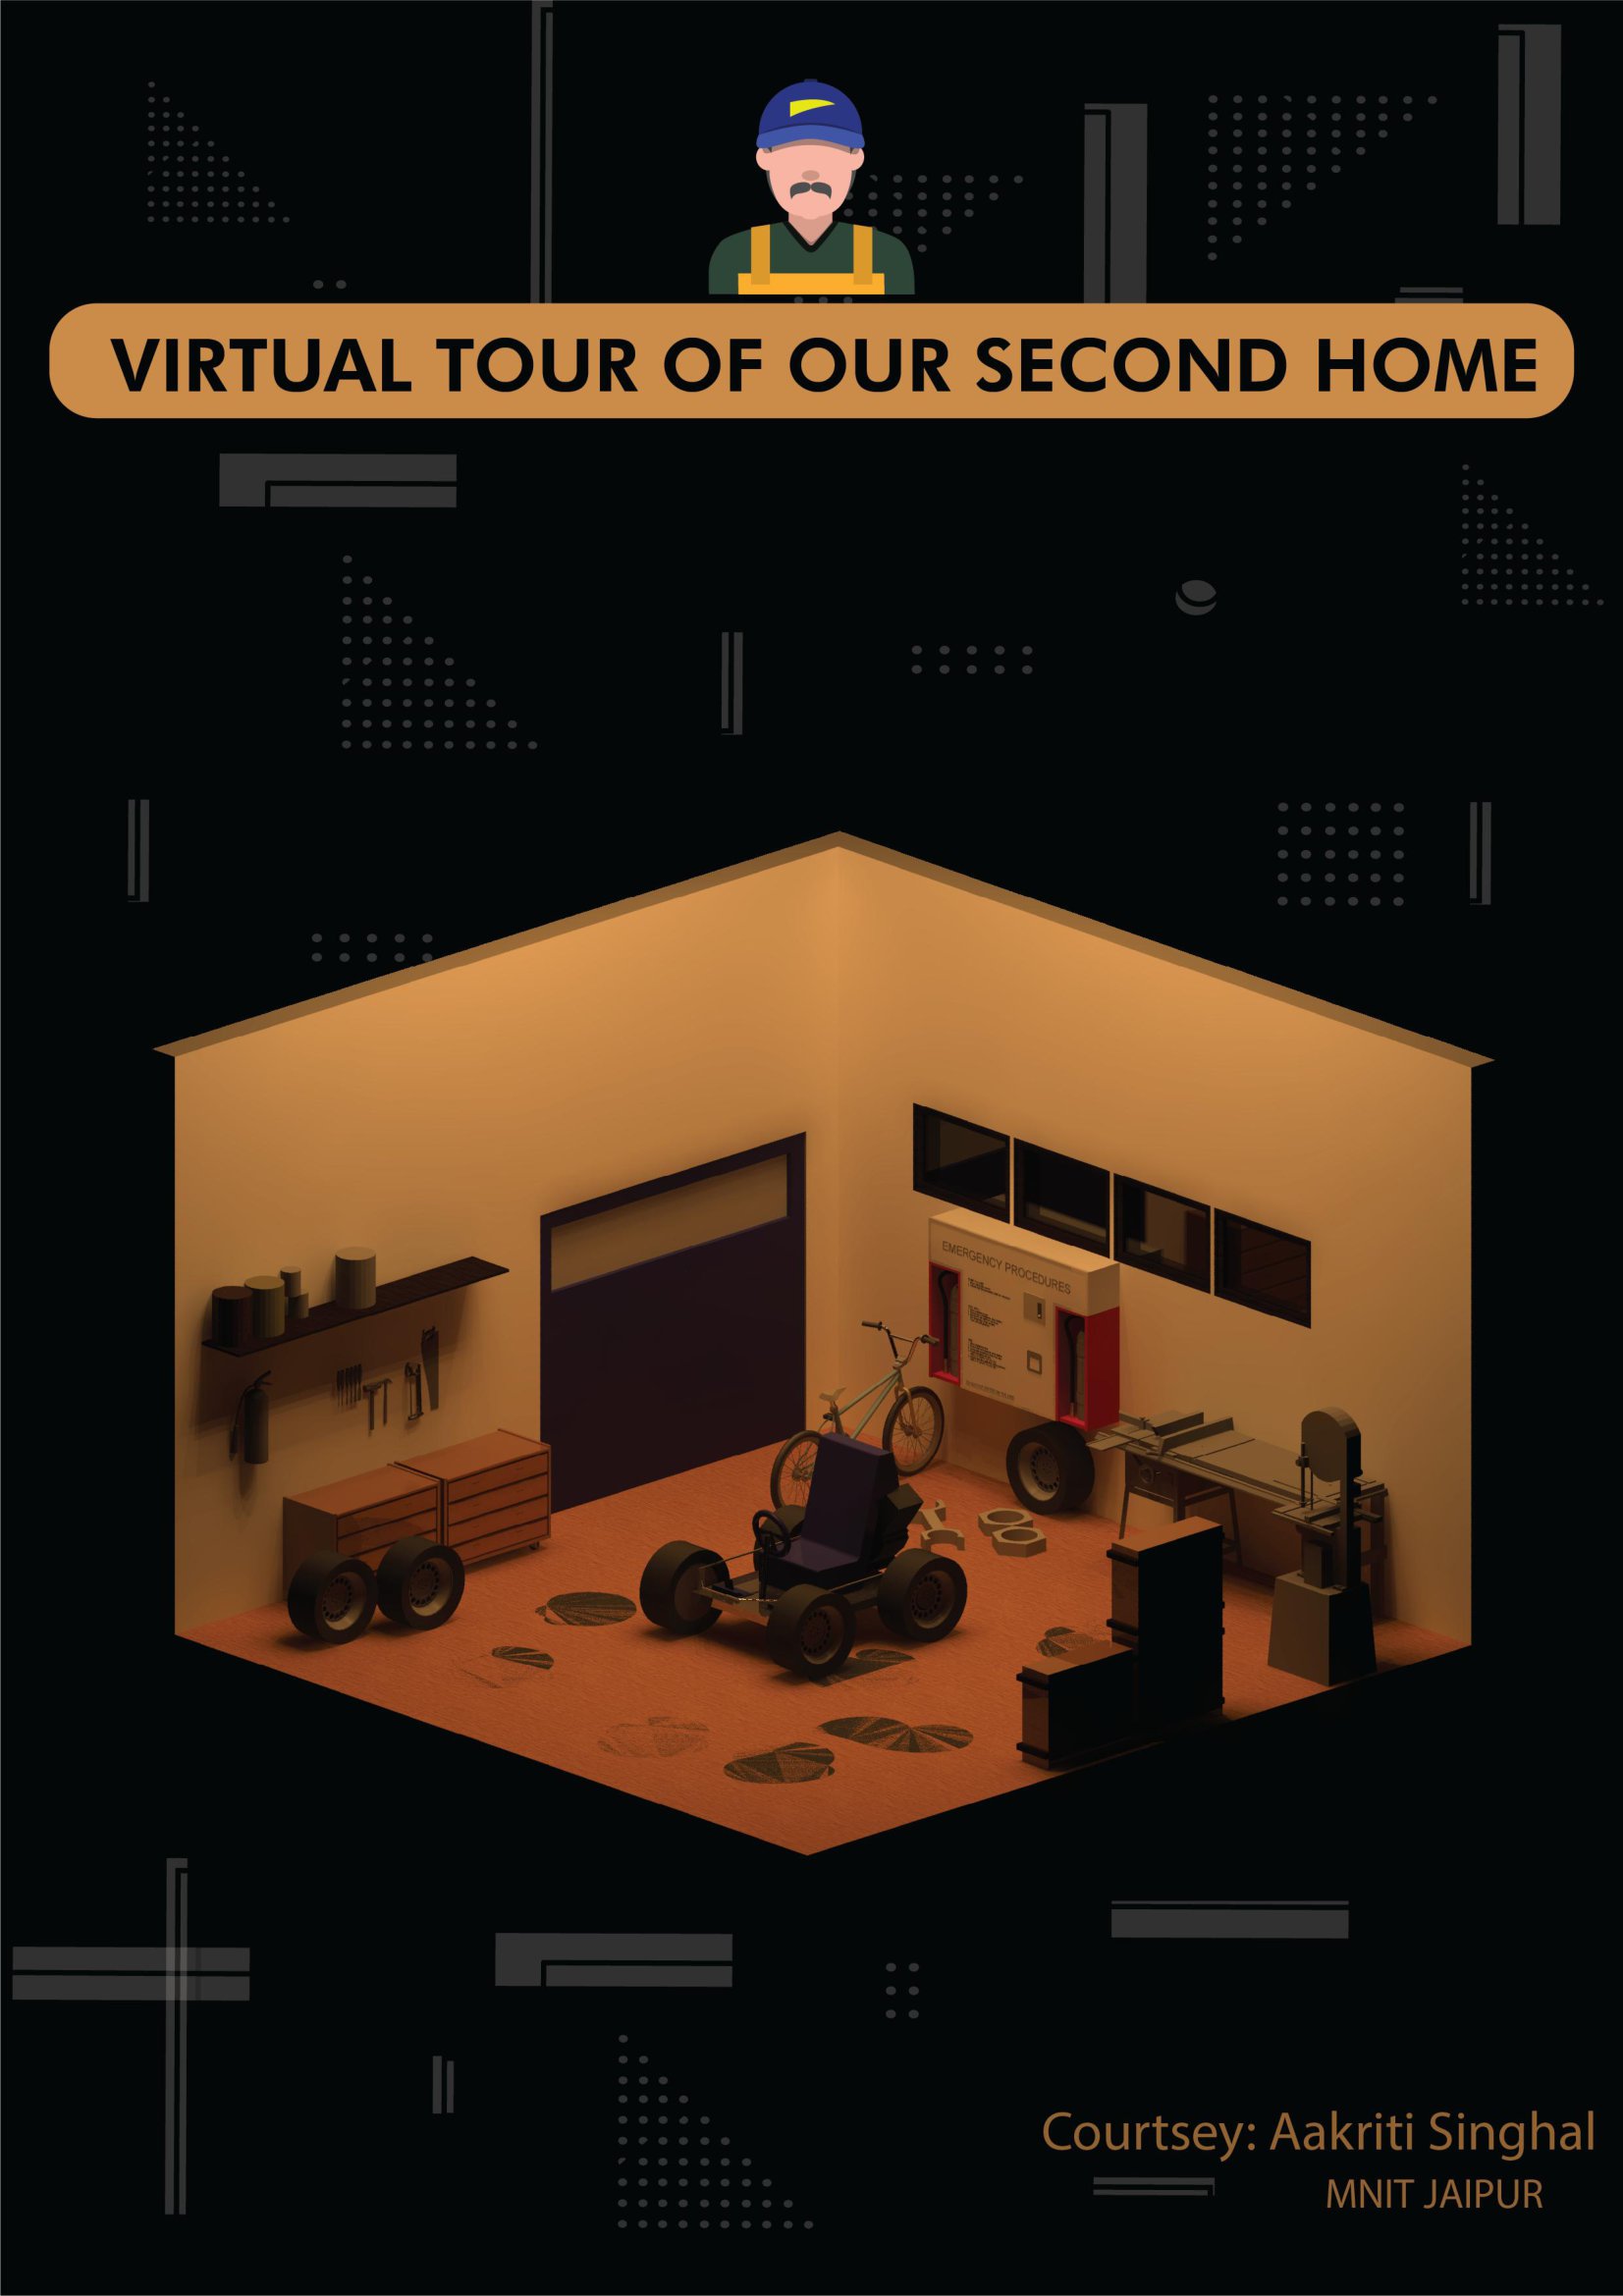 VIRTUAL TOUR OF OUR SECOND HOME
EMERGENCY PROCEDURES
Courtsey: Aakriti Singhal
MNIT JAIPUR